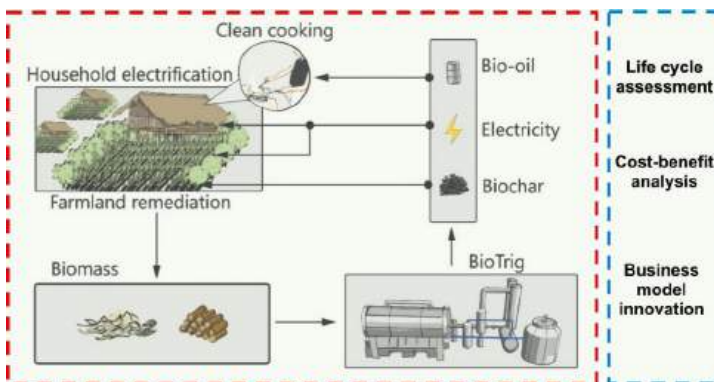 Clean cooking
Household electrification
Bio-oil
Electricity
Biochar
Farmland remediation
Biomass
BioTrig
Life cycle
assessment
Cost-benefit
analysis
Business
model
innovation